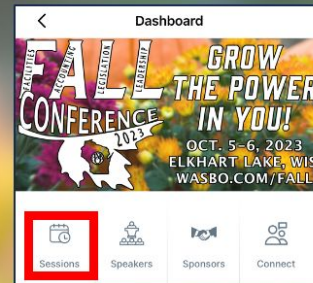 Dashboard
FALL
FACILITIES
ACCOUNTING
LEGISLATION
LEADERSHIP
CONFERENCE
2023
GROW
THE POWER
IN YOU!
OCT. 5-6, 2023
ELKHART LAKE, WIS
WASBO.COM/FALL
Sessions Speakers Sponsors Connect